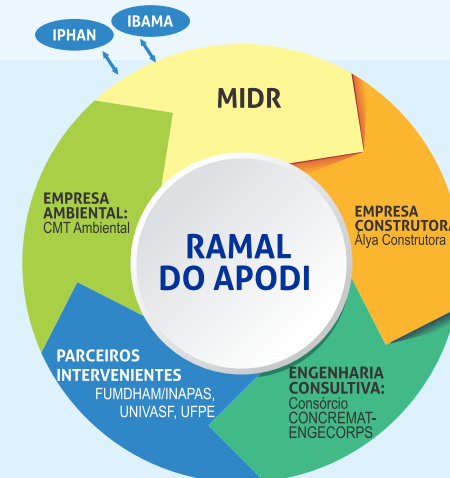 IPHAN
IBAMA
MIDR
EMPRESA
AMBIENTAL:
CMT Ambiental
EMPRESA
CONSTRUTORA
Álya Construtora
RAMAL
DO APODI
PARCEIROS
INTERVENIENTES
FUMDHAM/INAPAS,
UNIVASF, UFPE
ENGENHARIA
CONSULTIVA:
Consórcio
CONCREMAT-
ENGECORPS